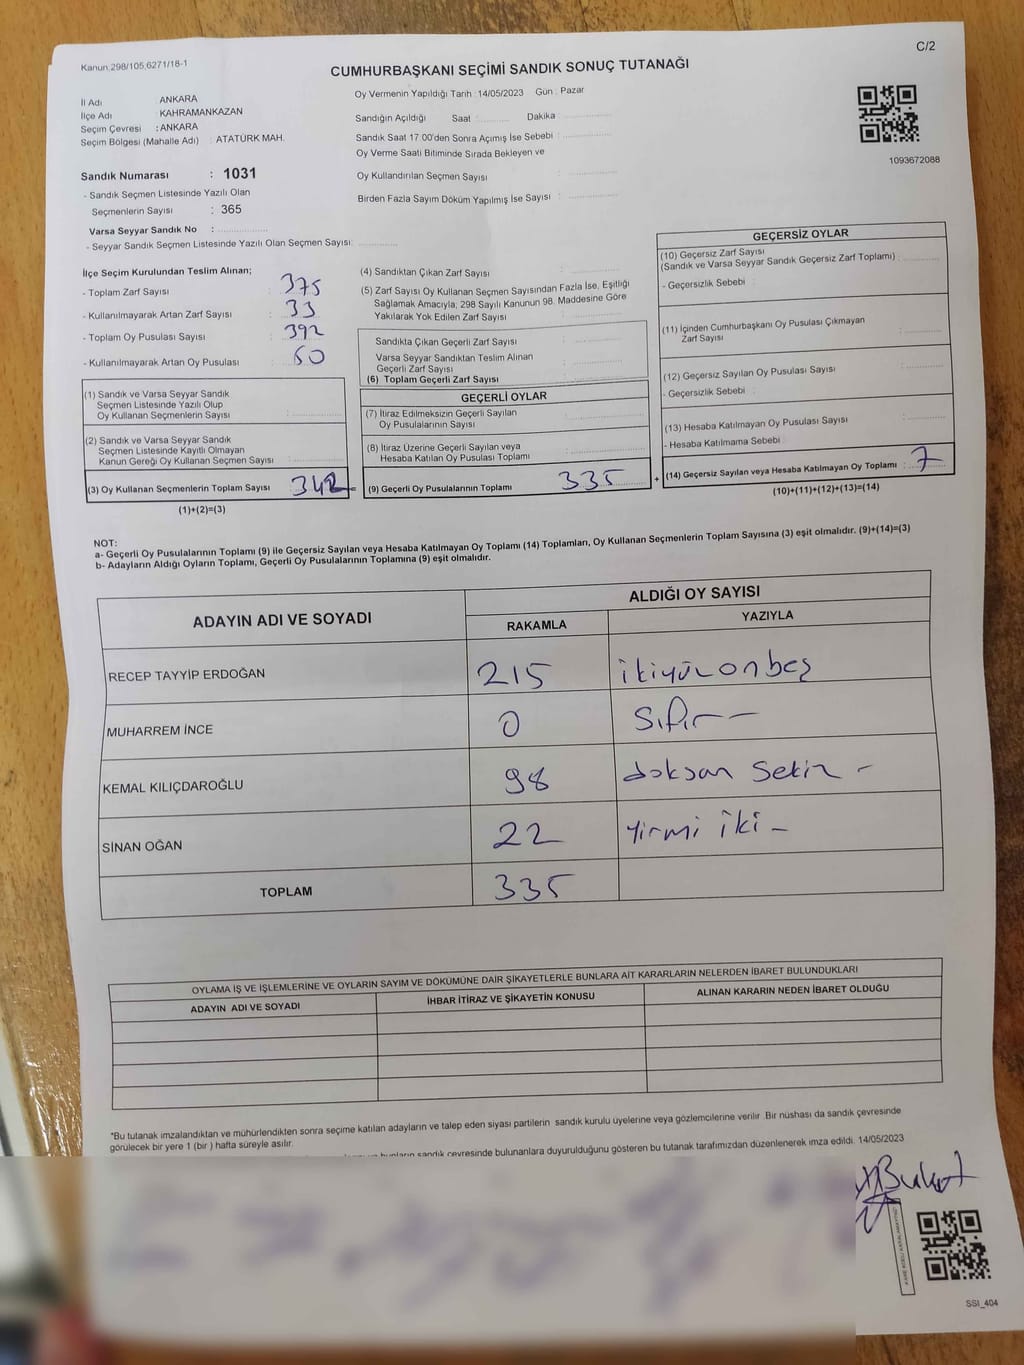 C/2
Kanun:298/105,6271/18-1
CUMHURBAŞKANI SEÇİMİ SANDIK SONUÇ TUTANAĞI
İl Adı ANKARA
İlçe Adı KAHRAMANKAZAN
Seçim Çevresi : ANKARA
Seçim Bölgesi (Mahalle Adı) : ATATÜRK MAH.
Oy Vermenin Yapıldığı Tarih : 14/05/2023 Gün : Pazar
Sandığın Açıldığı Saat : Dakika
Sandık Saat 17:00'den Sonra Açımış İse Sebebi :
Oy Verme Saati Bitiminde Sırada Bekleyen ve
Oy Kullandırılan Seçmen Sayısı :
Birden Fazla Sayım Döküm Yapılmış İse Sayısı :
1093672088
Sandık Numarası : 1031
- Sandık Seçmen Listesinde Yazılı Olan
Seçmenlerin Sayısı : 365
Varsa Seyyar Sandık No :
- Seyyar Sandık Seçmen Listesinde Yazılı Olan Seçmen Sayısı:
İlçe Seçim Kurulundan Teslim Alınan;
- Toplam Zarf Sayısı : 375
- Kullanılmayarak Artan Zarf Sayısı : 33
- Toplam Oy Pusulası Sayısı : 392
- Kullanılmayarak Artan Oy Pusulası : 50
(1) Sandık ve Varsa Seyyar Sandık
Seçmen Listesinde Yazılı Olup
Oy Kullanan Seçmenlerin Sayısı :
(2) Sandık ve Varsa Seyyar Sandık
Seçmen Listesinde Kayıtlı Olmayan
Kanun Gereği Oy Kullanan Seçmen Sayısı :
(3) Oy Kullanan Seçmenlerin Toplam Sayısı 342
(1)+(2)=(3)
(4) Sandıktan Çıkan Zarf Sayısı :
(5) Zarf Sayısı Oy Kullanan Seçmen Sayısından Fazla İse, Eşitliği
Sağlamak Amacıyla; 298 Sayılı Kanunun 98. Maddesine Göre
Yakılarak Yok Edilen Zarf Sayısı :
Sandıkta Çıkan Geçerli Zarf Sayısı :
Varsa Seyyar Sandıktan Teslim Alınan
Geçerli Zarf Sayısı :
(6) Toplam Geçerli Zarf Sayısı
GEÇERLİ OYLAR
(7) İtiraz Edilmeksizin Geçerli Sayılan
Oy Pusulalarının Sayısı :
(8) İtiraz Üzerine Geçerli Sayılan veya
Hesaba Katılan Oy Pusulası Toplamı :
(9) Geçerli Oy Pusulalarının Toplamı 335
GEÇERSİZ OYLAR
(10) Geçersiz Zarf Sayısı
(Sandık ve Varsa Seyyar Sandık Geçersiz Zarf Toplamı) :
- Geçersizlik Sebebi :
(11) İçinden Cumhurbaşkanı Oy Pusulası Çıkmayan
Zarf Sayısı :
(12) Geçersiz Sayılan Oy Pusulası Sayısı :
- Geçersizlik Sebebi :
(13) Hesaba Katılmayan Oy Pusulası Sayısı :
- Hesaba Katılmama Sebebi
+ (14) Geçersiz Sayılan veya Hesaba Katılmayan Oy Toplamı : 7
(10)+(11)+(12)+(13)=(14)
NOT:
a- Geçerli Oy Pusulalarının Toplamı (9) ile Geçersiz Sayılan veya Hesaba Katılmayan Oy Toplamı (14) Toplamları, Oy Kullanan Seçmenlerin Toplam Sayısına (3) eşit olmalıdır. (9)+(14)=(3)
b- Adayların Aldığı Oyların Toplamı, Geçerli Oy Pusulalarının Toplamına (9) eşit olmalıdır.
ADAYIN ADI VE SOYADI ALDIĞI OY SAYISI
RAKAMLA YAZIYLA
RECEP TAYYİP ERDOĞAN 215 ikiyüz onbeş
MUHARREM İNCE 0 Sıfır -
KEMAL KILIÇDAROĞLU 98 doksan sekiz -
SİNAN OĞAN 22 yirmi iki -
TOPLAM 335
OYLAMA İŞ VE İŞLEMLERİNE VE OYLARIN SAYIM VE DÖKÜMÜNE DAİR ŞİKAYETLERLE BUNLARA AİT KARARLARIN NELERDEN İBARET BULUNDUKLARI
ADAYIN ADI VE SOYADI İHBAR İTİRAZ VE ŞİKAYETİN KONUSU ALINAN KARARIN NEDEN İBARET OLDUĞU
*Bu tutanak imzalandıktan ve mühürlendikten sonra seçime katılan adayların ve talep eden siyasi partilerin sandık kurulu üyelerine veya gözlemcilerine verilir. Bir nüshası da sandık çevresinde
görülecek bir yere 1 (bir) hafta süreyle asılır.
sandık çevresinde bulunanlara duyurulduğunu gösteren bu tutanak tarafımızdan düzenlenerek imza edildi. 14/05/2023
SSI_404